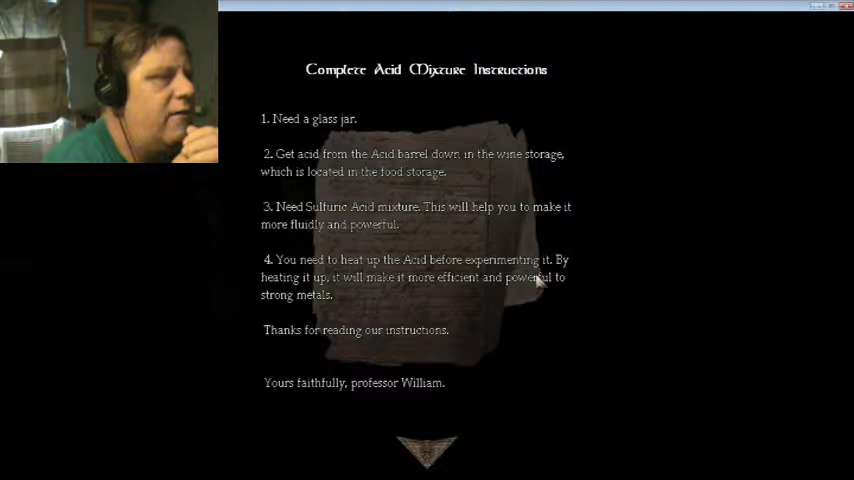 Complete Acid Mixture Instructions
1. Need a glass jar.
2. Get acid from the Acid barrel down in the wine storage,
which is located in the food storage.
3. Need Sulfuric Acid mixture. This will help you to make it
more fluidly and powerful.
4. You need to heat up the Acid before experimenting it. By
heating it up, it will make it more efficient and powerful to
strong metals.
Thanks for reading our instructions.
Yours faithfully, professor William.